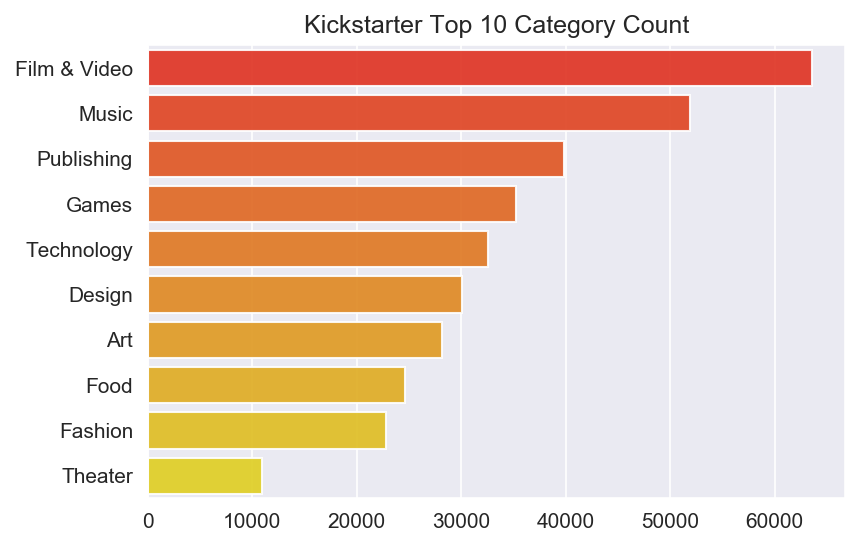 Kickstarter Top 10 Category Count
Film & Video
Music
Publishing
Games
Technology
Design
Art
Food
Fashion
Theater
0 10000 20000 30000 40000 50000 60000